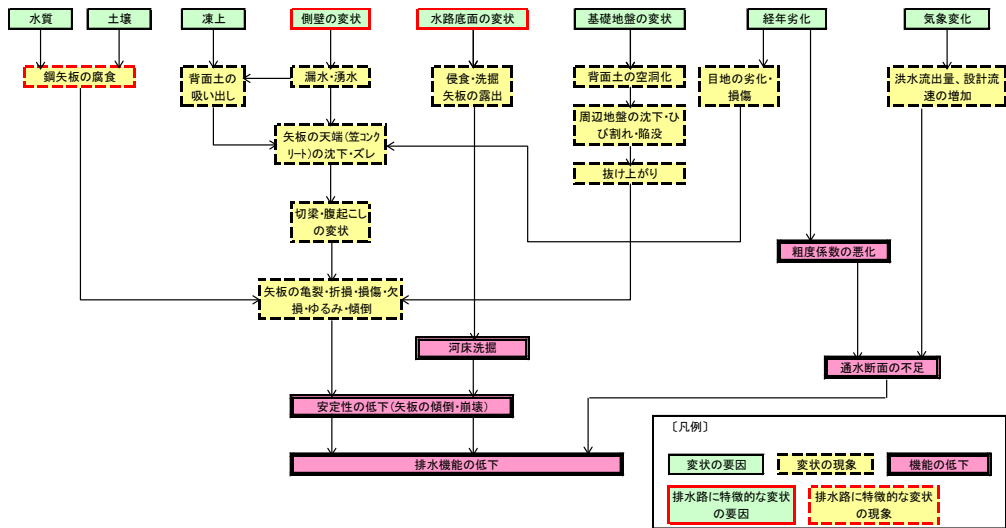 水質
土壌
凍上
側壁の変状
水路底面の変状
基礎地盤の変状
経年劣化
気象変化
鋼矢板の腐食
背面土の
吸い出し
漏水・湧水
侵食・洗掘
矢板の露出
背面土の空洞化
目地の劣化・
損傷
洪水流出量、設計流
速の増加
矢板の天端(笠コンク
リート)の沈下・ズレ
周辺地盤の沈下・ひ
び割れ・陥没
抜け上がり
切梁・腹起こし
の変状
粗度係数の悪化
矢板の亀裂・折損・損傷・欠
損・ゆるみ・傾倒
河床洗掘
通水断面の不足
安定性の低下(矢板の傾倒・崩壊)
排水機能の低下
〔凡例〕
変状の要因
変状の現象
機能の低下
排水路に特徴的な変状
の要因
排水路に特徴的な変状
の現象